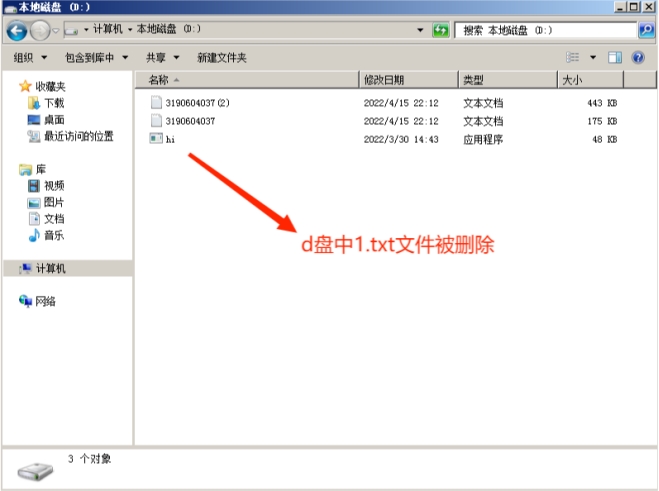 本地磁盘 (D:)
计算机 本地磁盘 (D:)
搜索 本地磁盘 (D:)
组织 包含到库中 共享 新建文件夹
收藏夹
下载
桌面
最近访问的位置
库
视频
图片
文档
音乐
计算机
网络
名称 修改日期 类型 大小
3190604037(2) 2022/4/15 22:12 文本文档 443 KB
3190604037 2022/4/15 22:12 文本文档 175 KB
hi 2022/3/30 14:43 应用程序 48 KB
d盘中1.txt文件被删除
3 个对象